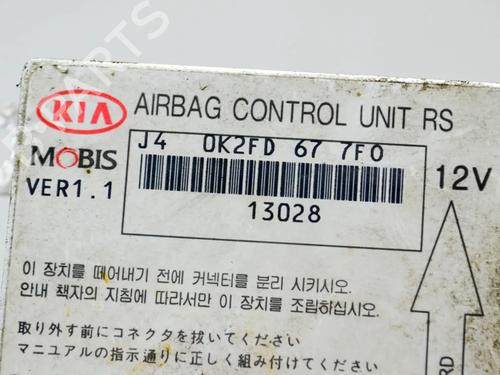 KIA AIRBAG CONTROL UNIT RS
J4 0K2FD 67 7F0
MOBIS
VER1.1
12V
13028
이 장치를 떼어내기 전에 커넥터를 분리 시키시오.
안내 책자의 지침에 따라서만 이 장치를 조립하십시오.
取り外す前にコネクタを抜いてください。
マニュアルの指示通りに正しく組み付けてください。